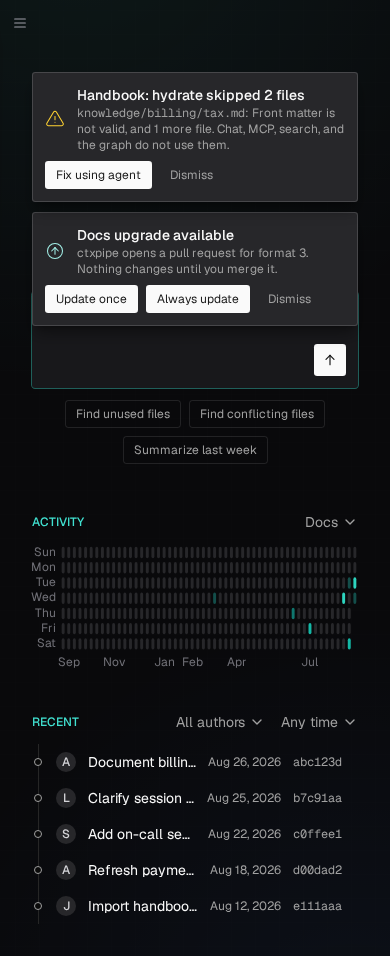 Handbook: hydrate skipped 2 files
knowledge/billing/tax.md: Front matter is
not valid, and 1 more file. Chat, MCP, search, and
the graph do not use them.
Fix using agent Dismiss
Docs upgrade available
ctxpipe opens a pull request for format 3.
Nothing changes until you merge it.
Update once Always update Dismiss
Find unused files Find conflicting files
Summarize last week
ACTIVITY Docs
Sun
Mon
Tue
Wed
Thu
Fri
Sat
Sep Nov Jan Feb Apr Jul
RECENT All authors Any time
A Document billin... Aug 26, 2026 abc123d
L Clarify session ... Aug 25, 2026 b7c91aa
S Add on-call se... Aug 22, 2026 c0ffee1
A Refresh payme... Aug 18, 2026 d00dad2
J Import handboo... Aug 12, 2026 e111aaa